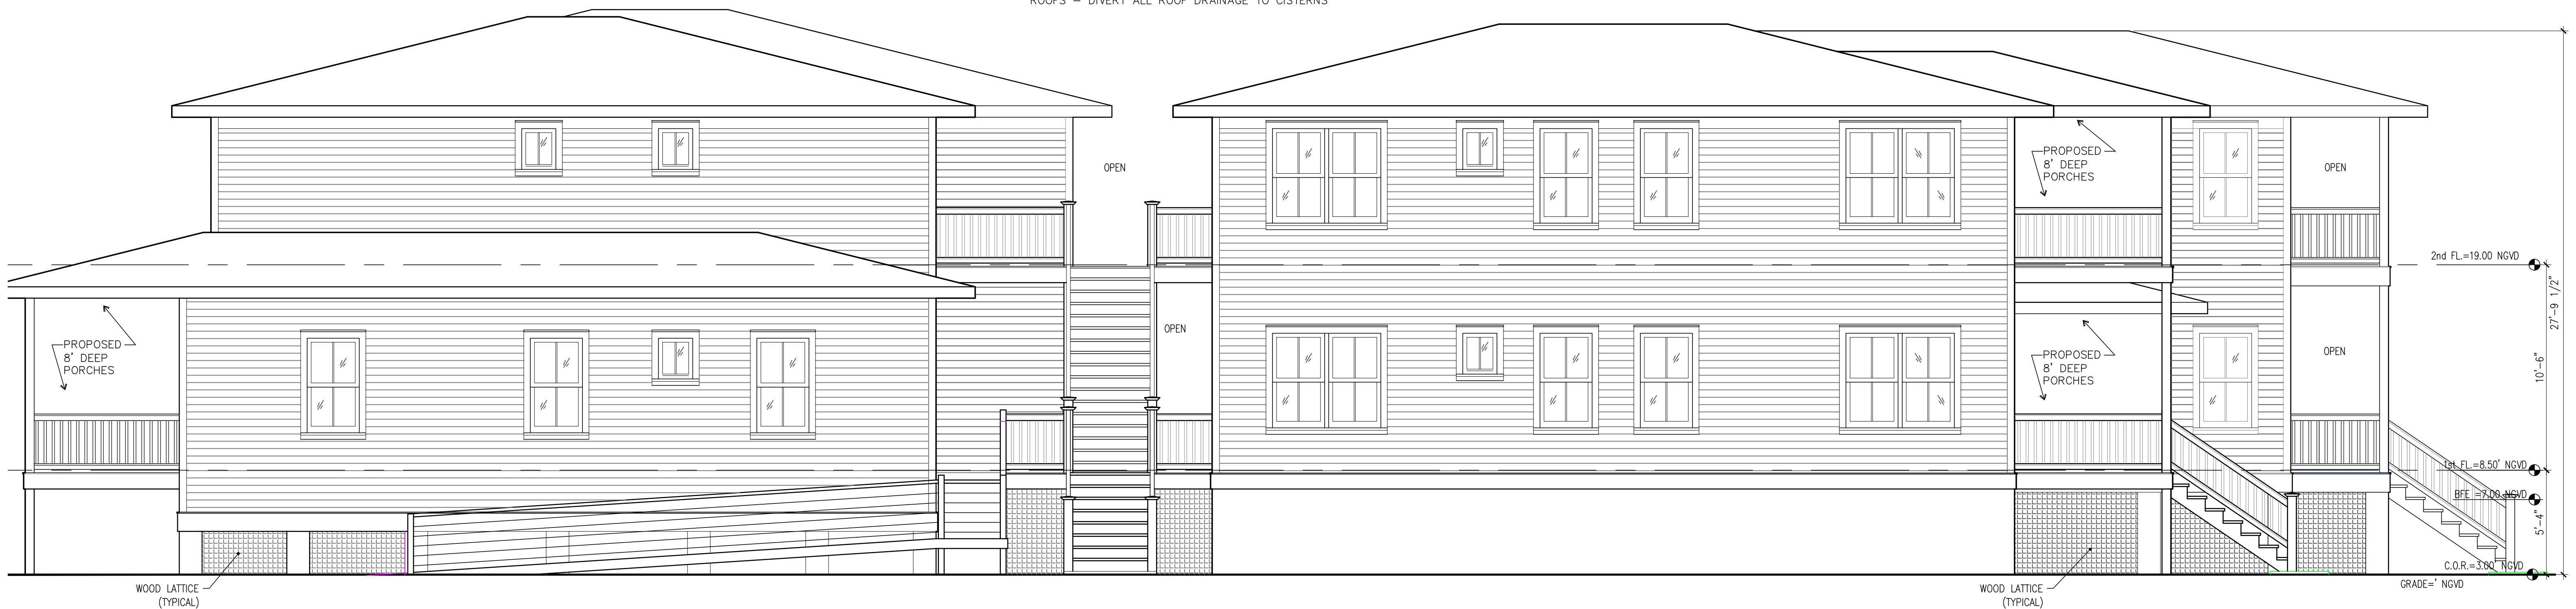 ROOFS – DIVERT ALL ROOF DRAINAGE TO CISTERNS
OPEN
PROPOSED
8' DEEP
PORCHES
OPEN
2nd FL.=19.00 NGVD
27'-9 1/2"
PROPOSED
8' DEEP
PORCHES
OPEN
PROPOSED
8' DEEP
PORCHES
OPEN
10'-6"
1st FL.=8.50' NGVD
BFE =7.00 NGVD
5'-4"
C.O.R.=3.00' NGVD
GRADE=' NGVD
WOOD LATTICE
(TYPICAL)
WOOD LATTICE
(TYPICAL)